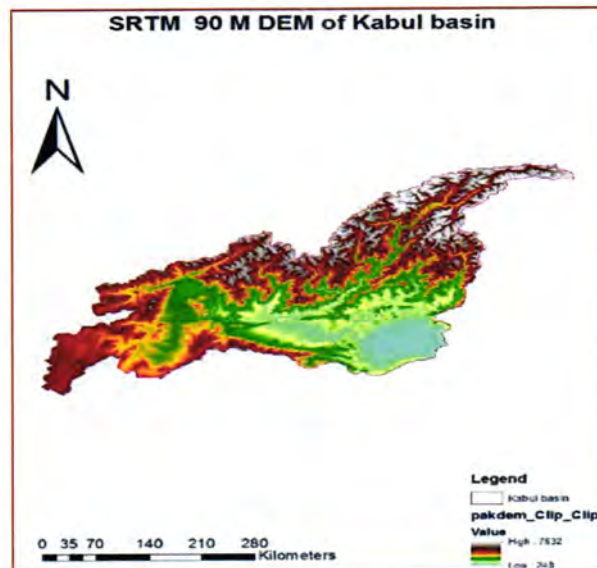 SRTM 90 M DEM of Kabul basin
N
Legend
Kabul basin
pakdem_Clip_Clip
Value
High : 7632
0 35 70 140 210 280
Kilometers